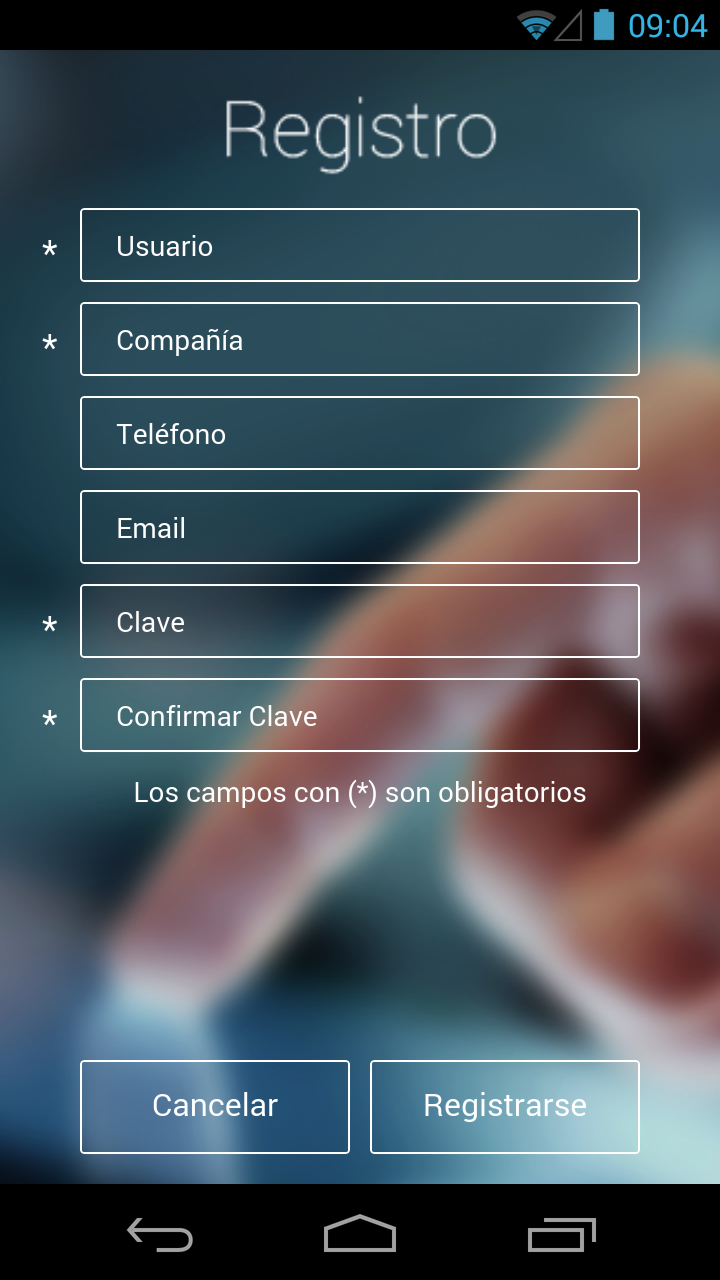 09:04
Registro
* Usuario
* Compañía
Teléfono
Email
* Clave
* Confirmar Clave
Los campos con (*) son obligatorios
Cancelar
Registrarse